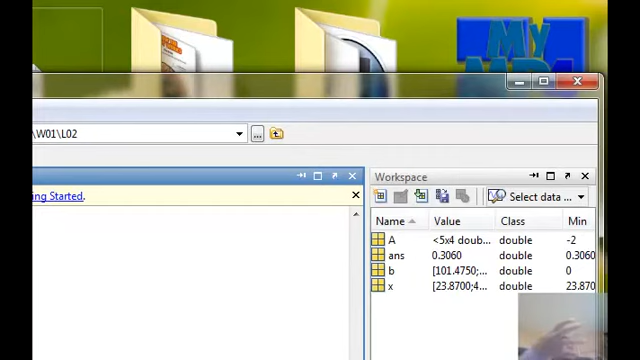 My
\W01\L02
...
ing Started.
Workspace
Select data ...
Name Value Class Min
A <5x4 doub... double -2
ans 0.3060 double 0.3060
b [101.4750;... double 0
x [23.8700;4... double 23.870